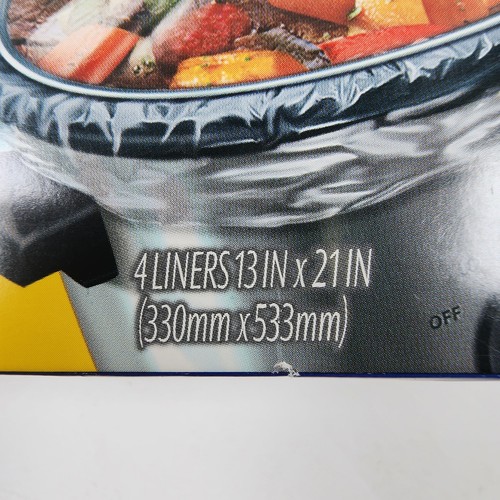 4 LINERS 13 IN x 21 IN
(330mm x 533mm)
OFF